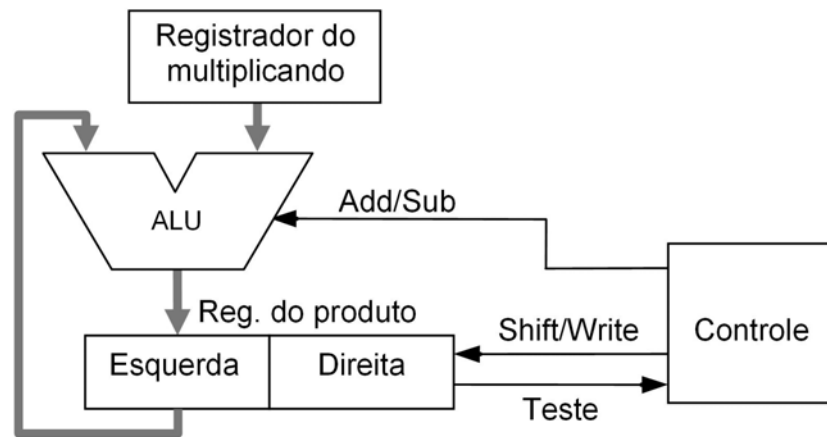 Registrador do
multiplicando
ALU
Add/Sub
Reg. do produto
Esquerda
Direita
Shift/Write
Teste
Controle